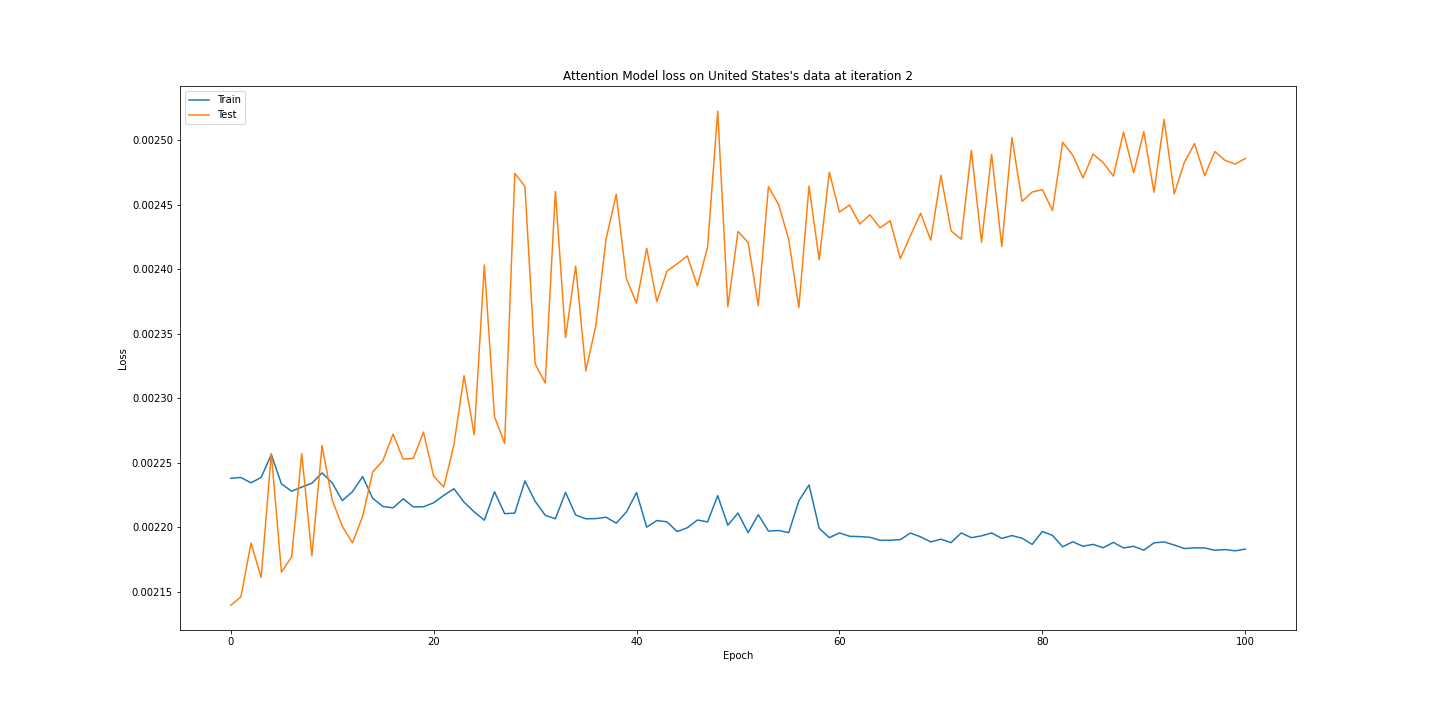 Attention Model loss on United States's data at iteration 2
Train
Test
0.00250
0.00245
0.00240
0.00235
0.00230
0.00225
0.00220
0.00215
Loss
0 20 40 60 80 100
Epoch